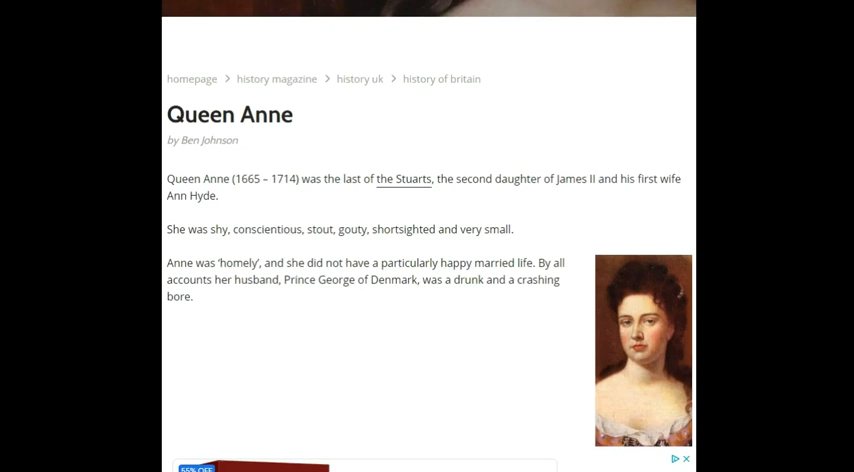 homepage > history magazine > history uk > history of britain
Queen Anne
by Ben Johnson
Queen Anne (1665 – 1714) was the last of the Stuarts, the second daughter of James II and his first wife
Ann Hyde.
She was shy, conscientious, stout, gouty, shortsighted and very small.
Anne was ‘homely’, and she did not have a particularly happy married life. By all
accounts her husband, Prince George of Denmark, was a drunk and a crashing
bore.
55% OFF